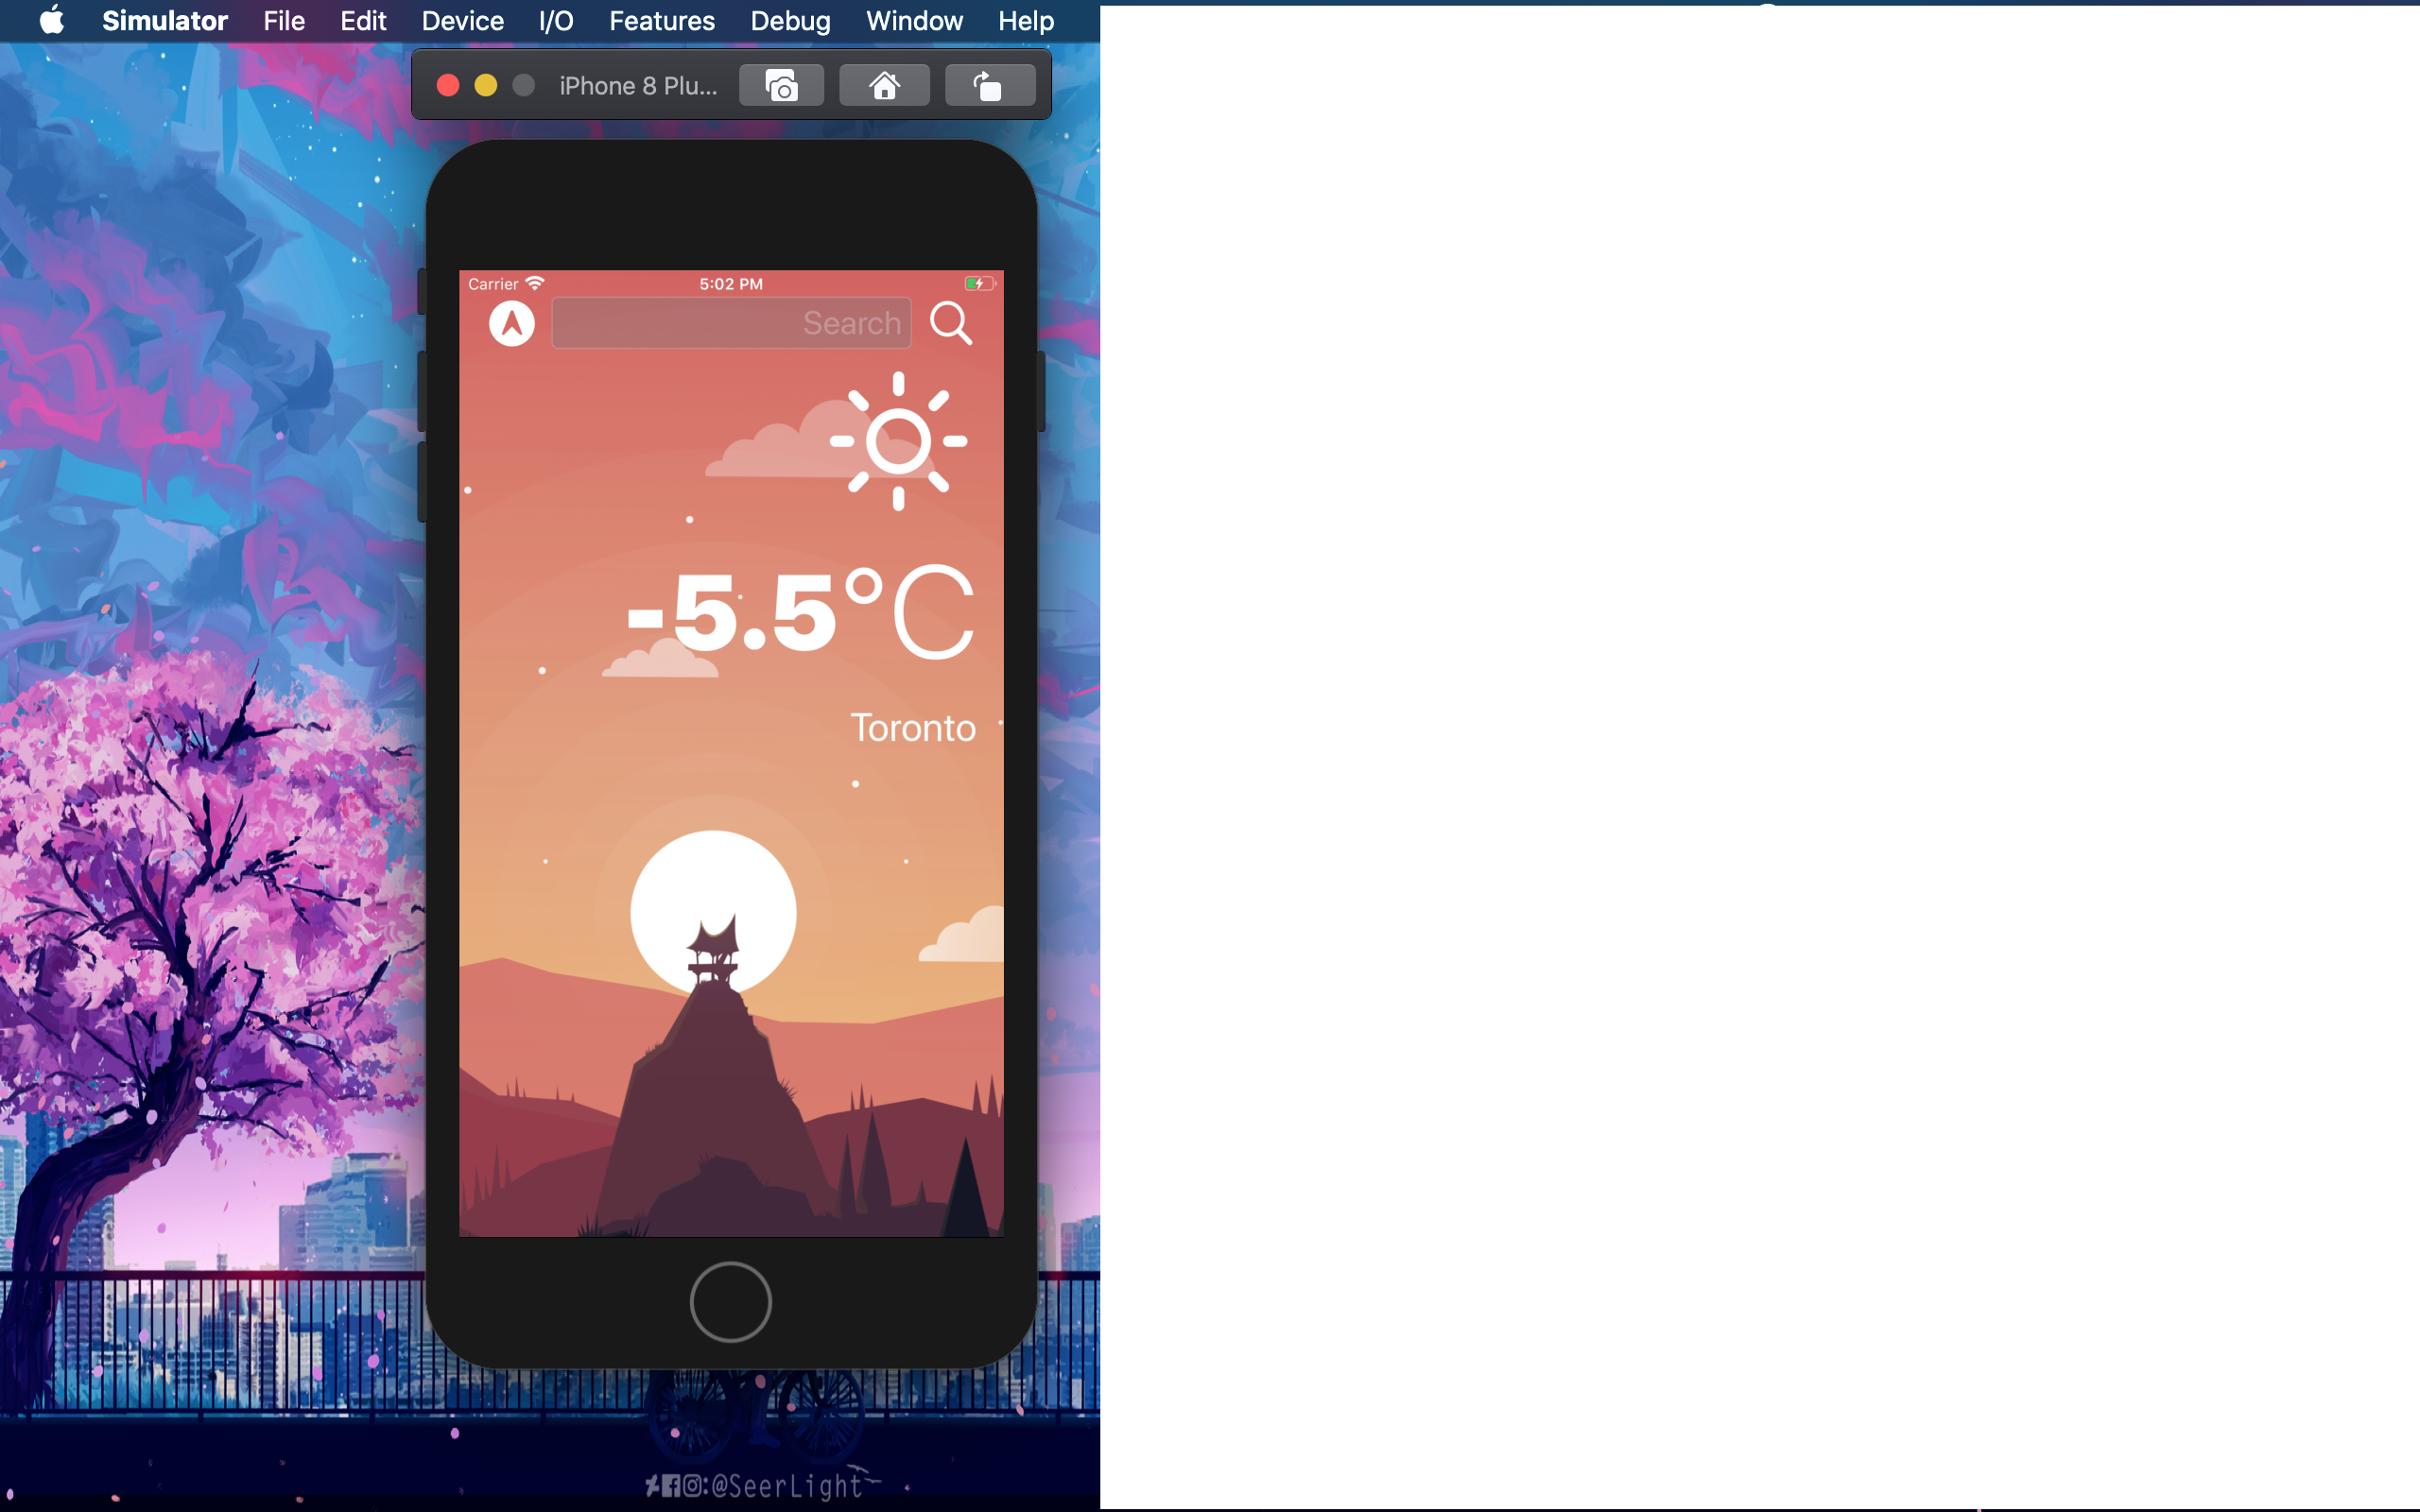 Simulator File Edit Device I/O Features Debug Window Help
iPhone 8 Plu...
Carrier 5:02 PM
Search
-5.5°C
Toronto
:@SeerLight